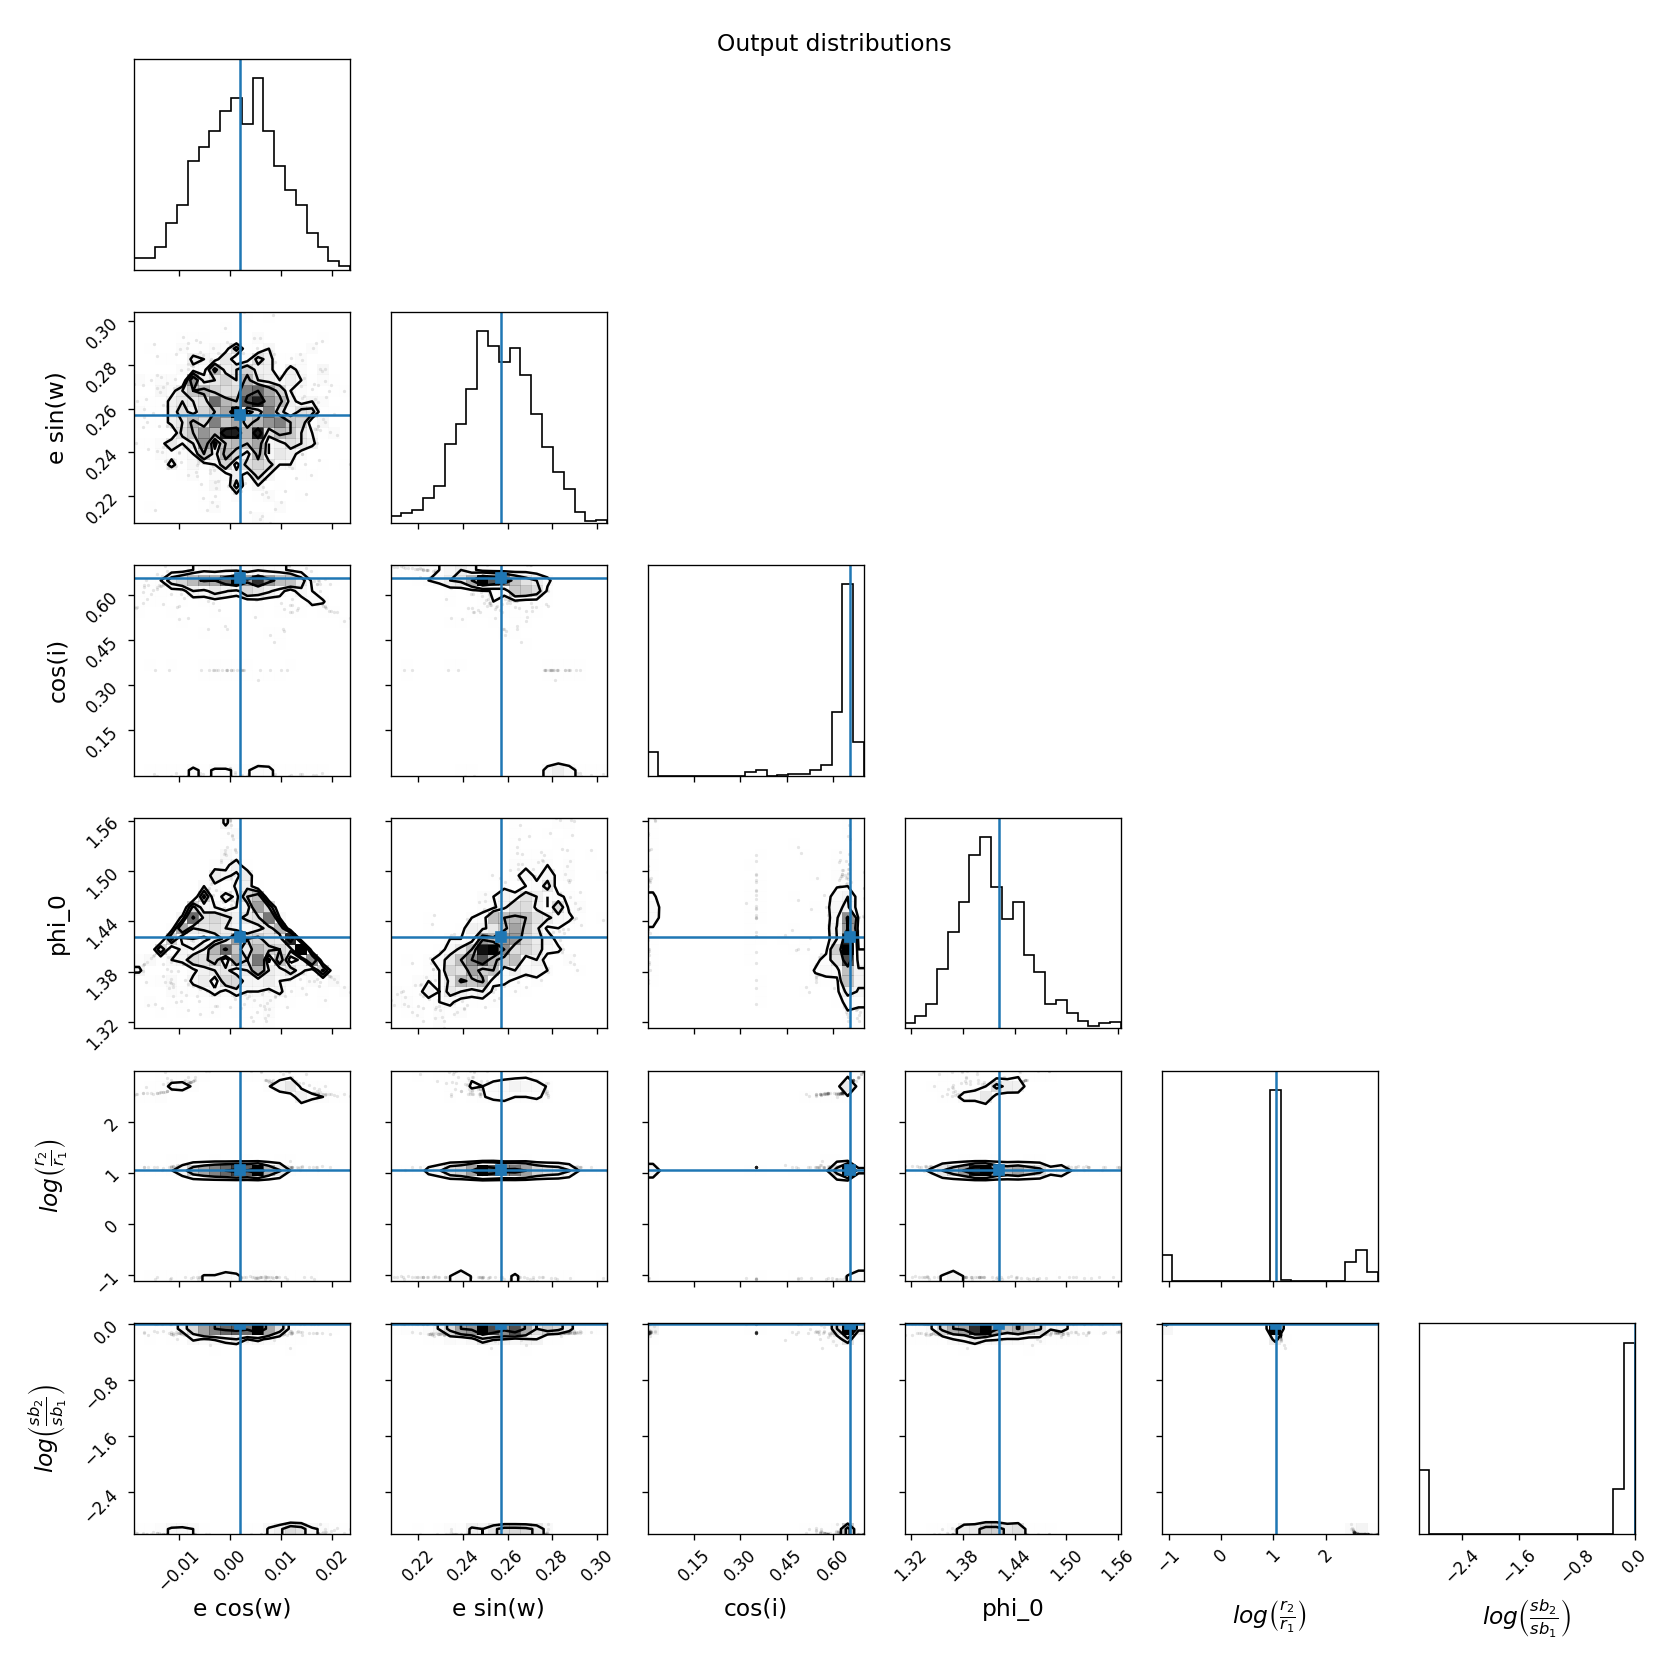 Output distributions
0.30
0.28
0.26
0.24
0.22
e sin(w)
0.60
0.45
0.30
0.15
cos(i)
1.56
1.50
1.44
1.38
1.32
phi_0
2
1
0
−1
log(r₂/r₁)
0.0
−0.8
−1.6
−2.4
log(sb₂/sb₁)
−0.01 0.00 0.01 0.02 0.22 0.24 0.26 0.28 0.30 0.15 0.30 0.45 0.60 1.32 1.38 1.44 1.50 1.56 −1 0 1 2 −2.4 −1.6 −0.8 0.0
e cos(w) e sin(w) cos(i) phi_0 log(r₂/r₁) log(sb₂/sb₁)